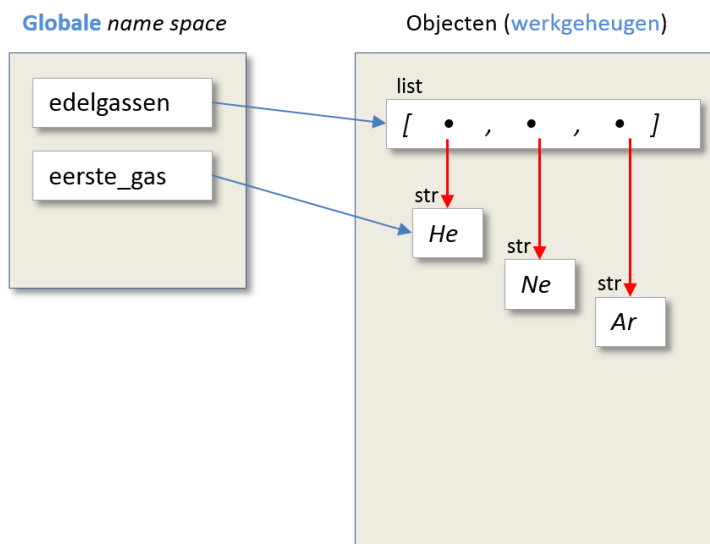 Globale name space
Objecten (werkgeheugen)
edelgassen
eerste_gas
list
[ • , • , • ]
str
He
str
Ne
str
Ar